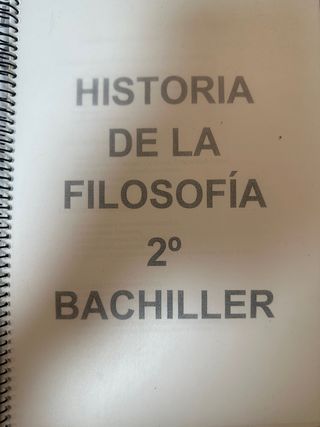 HISTORIA
DE LA
FILOSOFÍA
2º
BACHILLER